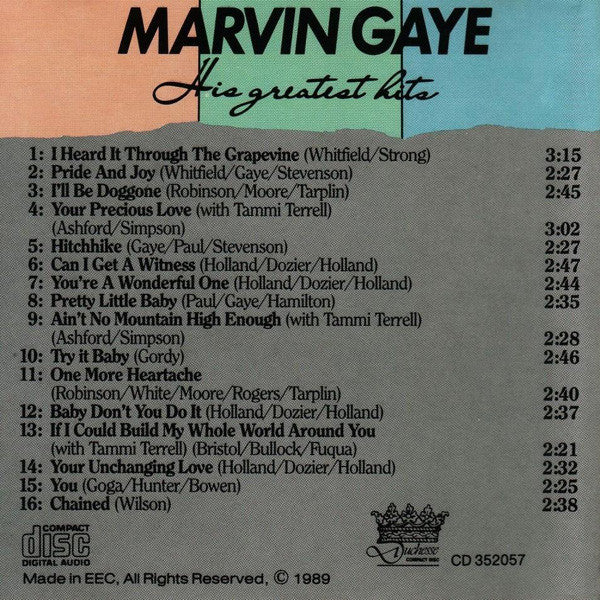 MARVIN GAYE
His greatest hits
1: I Heard It Through The Grapevine (Whitfield/Strong) 3:15
2: Pride And Joy (Whitfield/Gaye/Stevenson) 2:27
3: I'll Be Doggone (Robinson/Moore/Tarplin) 2:45
4: Your Precious Love (with Tammi Terrell)
(Ashford/Simpson) 3:02
5: Hitchhike (Gaye/Paul/Stevenson) 2:27
6: Can I Get A Witness (Holland/Dozier/Holland) 2:47
7: You're A Wonderful One (Holland/Dozier/Holland) 2:44
8: Pretty Little Baby (Paul/Gaye/Hamilton) 2:35
9: Ain't No Mountain High Enough (with Tammi Terrell)
(Ashford/Simpson) 2:28
10: Try it Baby (Gordy) 2:46
11: One More Heartache
(Robinson/White/Moore/Rogers/Tarplin) 2:40
12: Baby Don't You Do It (Holland/Dozier/Holland) 2:37
13: If I Could Build My Whole World Around You
(with Tammi Terrell) (Bristol/Bullock/Fuqua) 2:21
14: Your Unchanging Love (Holland/Dozier/Holland) 2:32
15: You (Goga/Hunter/Bowen) 2:25
16: Chained (Wilson) 2:38
COMPACT
disc
DIGITAL AUDIO
Duchesse
COMPACT DISC
CD 352057
Made in EEC, All Rights Reserved, © 1989